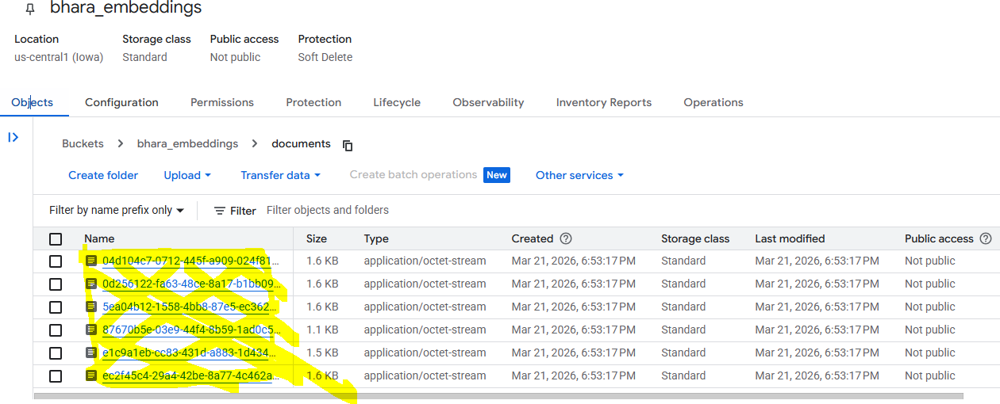 bhara_embeddings
Location Storage class Public access Protection
us-central1 (Iowa) Standard Not public Soft Delete
Objects Configuration Permissions Protection Lifecycle Observability Inventory Reports Operations
Buckets > bhara_embeddings > documents
Create folder Upload Transfer data Create batch operations New Other services
Filter by name prefix only Filter Filter objects and folders
Name Size Type Created ? Storage class Last modified Public access ?
04d104c7-0712-445f-a909-024f81... 1.6 KB application/octet-stream Mar 21, 2026, 6:53:17 PM Standard Mar 21, 2026, 6:53:17 PM Not public
0d256122-fa63-48ce-8a17-b1bb09... 1.6 KB application/octet-stream Mar 21, 2026, 6:53:17 PM Standard Mar 21, 2026, 6:53:17 PM Not public
5ea04b12-1558-4bb8-87e5-ec362... 1.6 KB application/octet-stream Mar 21, 2026, 6:53:17 PM Standard Mar 21, 2026, 6:53:17 PM Not public
87670b5e-03e9-44f4-8b59-1ad0c5... 1.1 KB application/octet-stream Mar 21, 2026, 6:53:17 PM Standard Mar 21, 2026, 6:53:17 PM Not public
e1c9a1eb-cc83-431d-a883-1d434... 1.5 KB application/octet-stream Mar 21, 2026, 6:53:17 PM Standard Mar 21, 2026, 6:53:17 PM Not public
ec2f45c4-29a4-42be-8a77-4c462a... 1.6 KB application/octet-stream Mar 21, 2026, 6:53:17 PM Standard Mar 21, 2026, 6:53:17 PM Not public